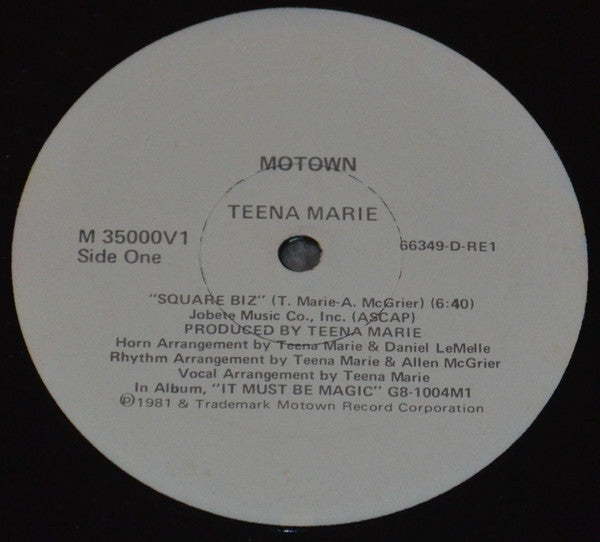 MOTOWN
TEENA MARIE
M 35000V1
Side One
66349-D-RE1
"SQUARE BIZ" (T. Marie-A. McGrier) (6:40)
Jobete Music Co., Inc. (ASCAP)
PRODUCED BY TEENA MARIE
Horn Arrangement by Teena Marie & Daniel LeMelle
Rhythm Arrangement by Teena Marie & Allen McGrier
Vocal Arrangement by Teena Marie
In Album, "IT MUST BE MAGIC" G8-1004M1
Ⓟ1981 & Trademark Motown Record Corporation